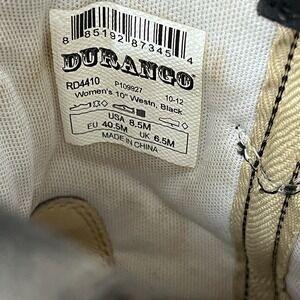 8 85192 87345 4
DURANGO
RD4410 P109927 10-12
Women's 10" Westn, Black
USA 8.5M
EU 40.5M UK 6.5M
MADE IN CHINA